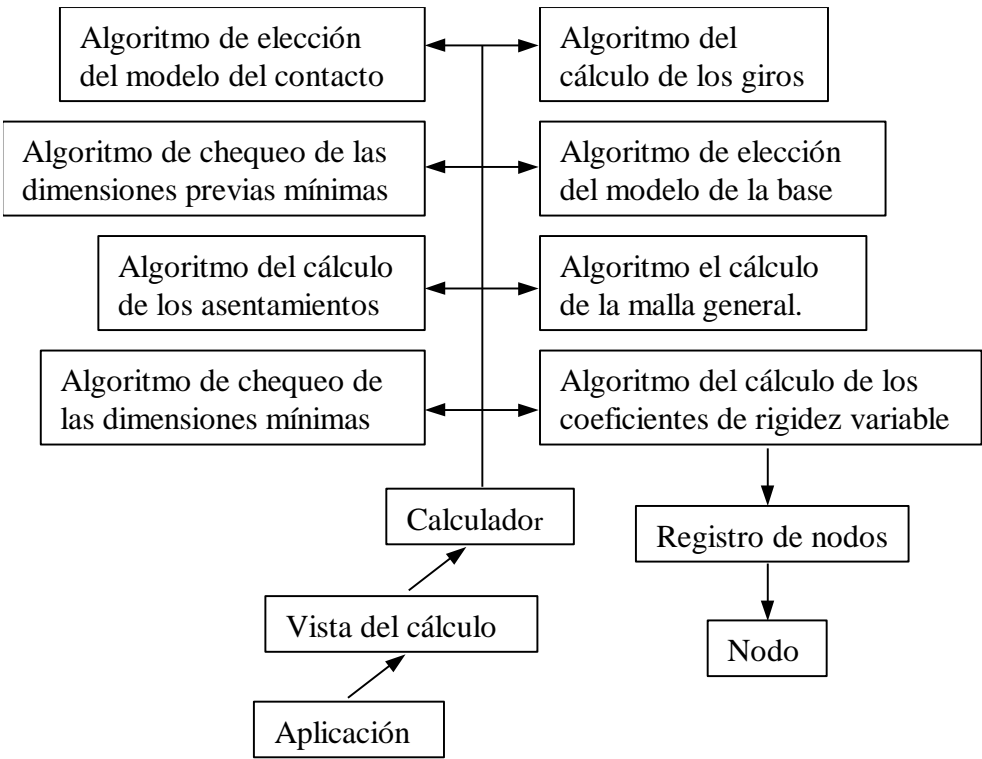 Algoritmo de elección
del modelo del contacto
Algoritmo del
cálculo de los giros
Algoritmo de chequeo de las
dimensiones previas mínimas
Algoritmo de elección
del modelo de la base
Algoritmo del cálculo
de los asentamientos
Algoritmo el cálculo
de la malla general.
Algoritmo de chequeo de
las dimensiones mínimas
Algoritmo del cálculo de los
coeficientes de rigidez variable
Calculador
Registro de nodos
Vista del cálculo
Nodo
Aplicación